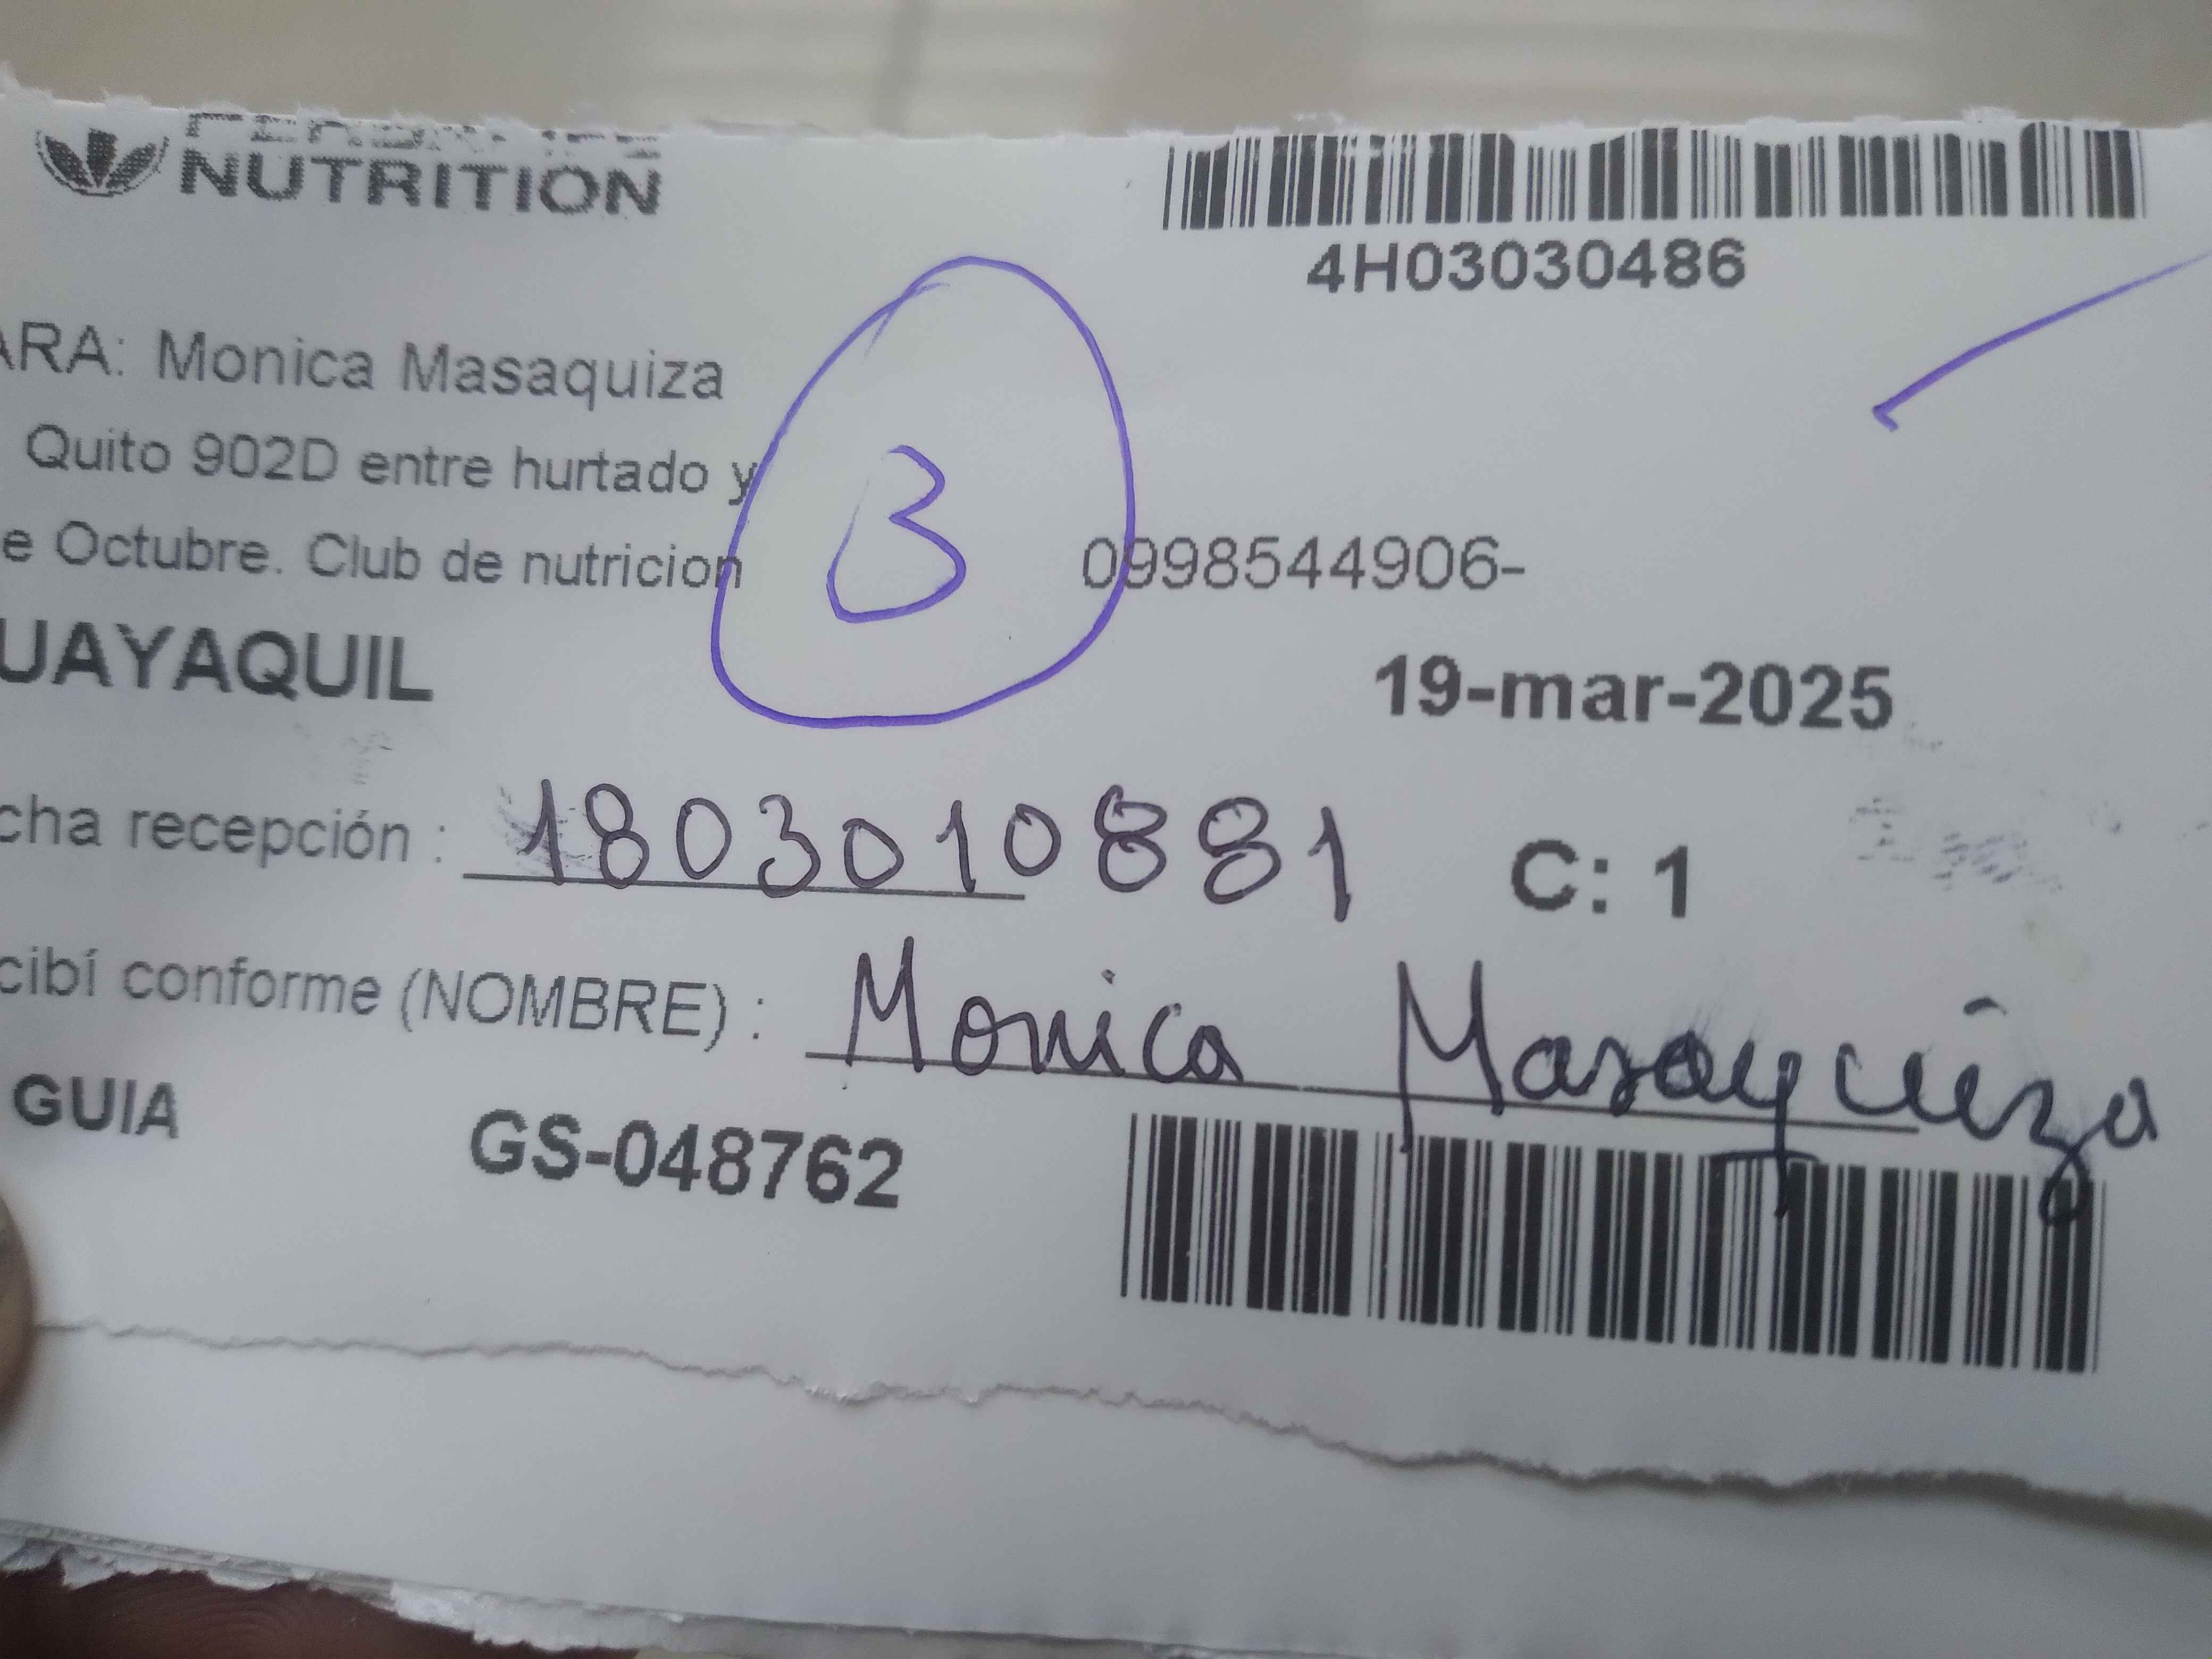 NUTRITION
4H03030486
ARA: Monica Masaquiza
Quito 902D entre hurtado y
e Octubre. Club de nutricion
3
0998544906-
UAYAQUIL
19-mar-2025
cha recepción : 1803010881
C: 1
cibí conforme (NOMBRE) : Monica Masaquiza
GUIA
GS-048762